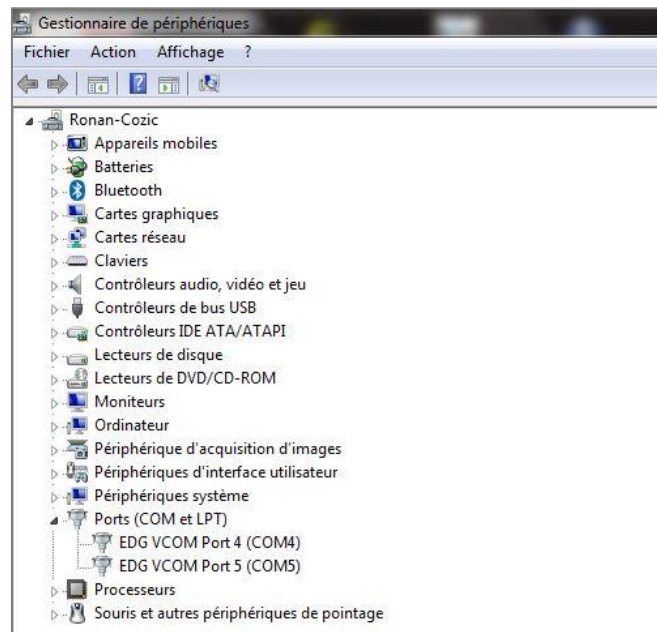 Gestionnaire de périphériques
Fichier Action Affichage ?
Ronan-Cozic
Appareils mobiles
Batteries
Bluetooth
Cartes graphiques
Cartes réseau
Claviers
Contrôleurs audio, vidéo et jeu
Contrôleurs de bus USB
Contrôleurs IDE ATA/ATAPI
Lecteurs de disque
Lecteurs de DVD/CD-ROM
Moniteurs
Ordinateur
Périphérique d'acquisition d'images
Périphériques d'interface utilisateur
Périphériques système
Ports (COM et LPT)
EDG VCOM Port 4 (COM4)
EDG VCOM Port 5 (COM5)
Processeurs
Souris et autres périphériques de pointage